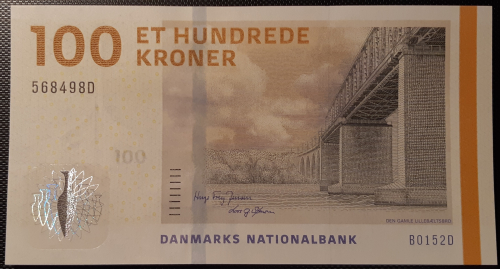 100 ET HUNDREDE
KRONER
568498D
100
DEN GAMLE LILLEBÆLTSBRO
DANMARKS NATIONALBANK
B0152D